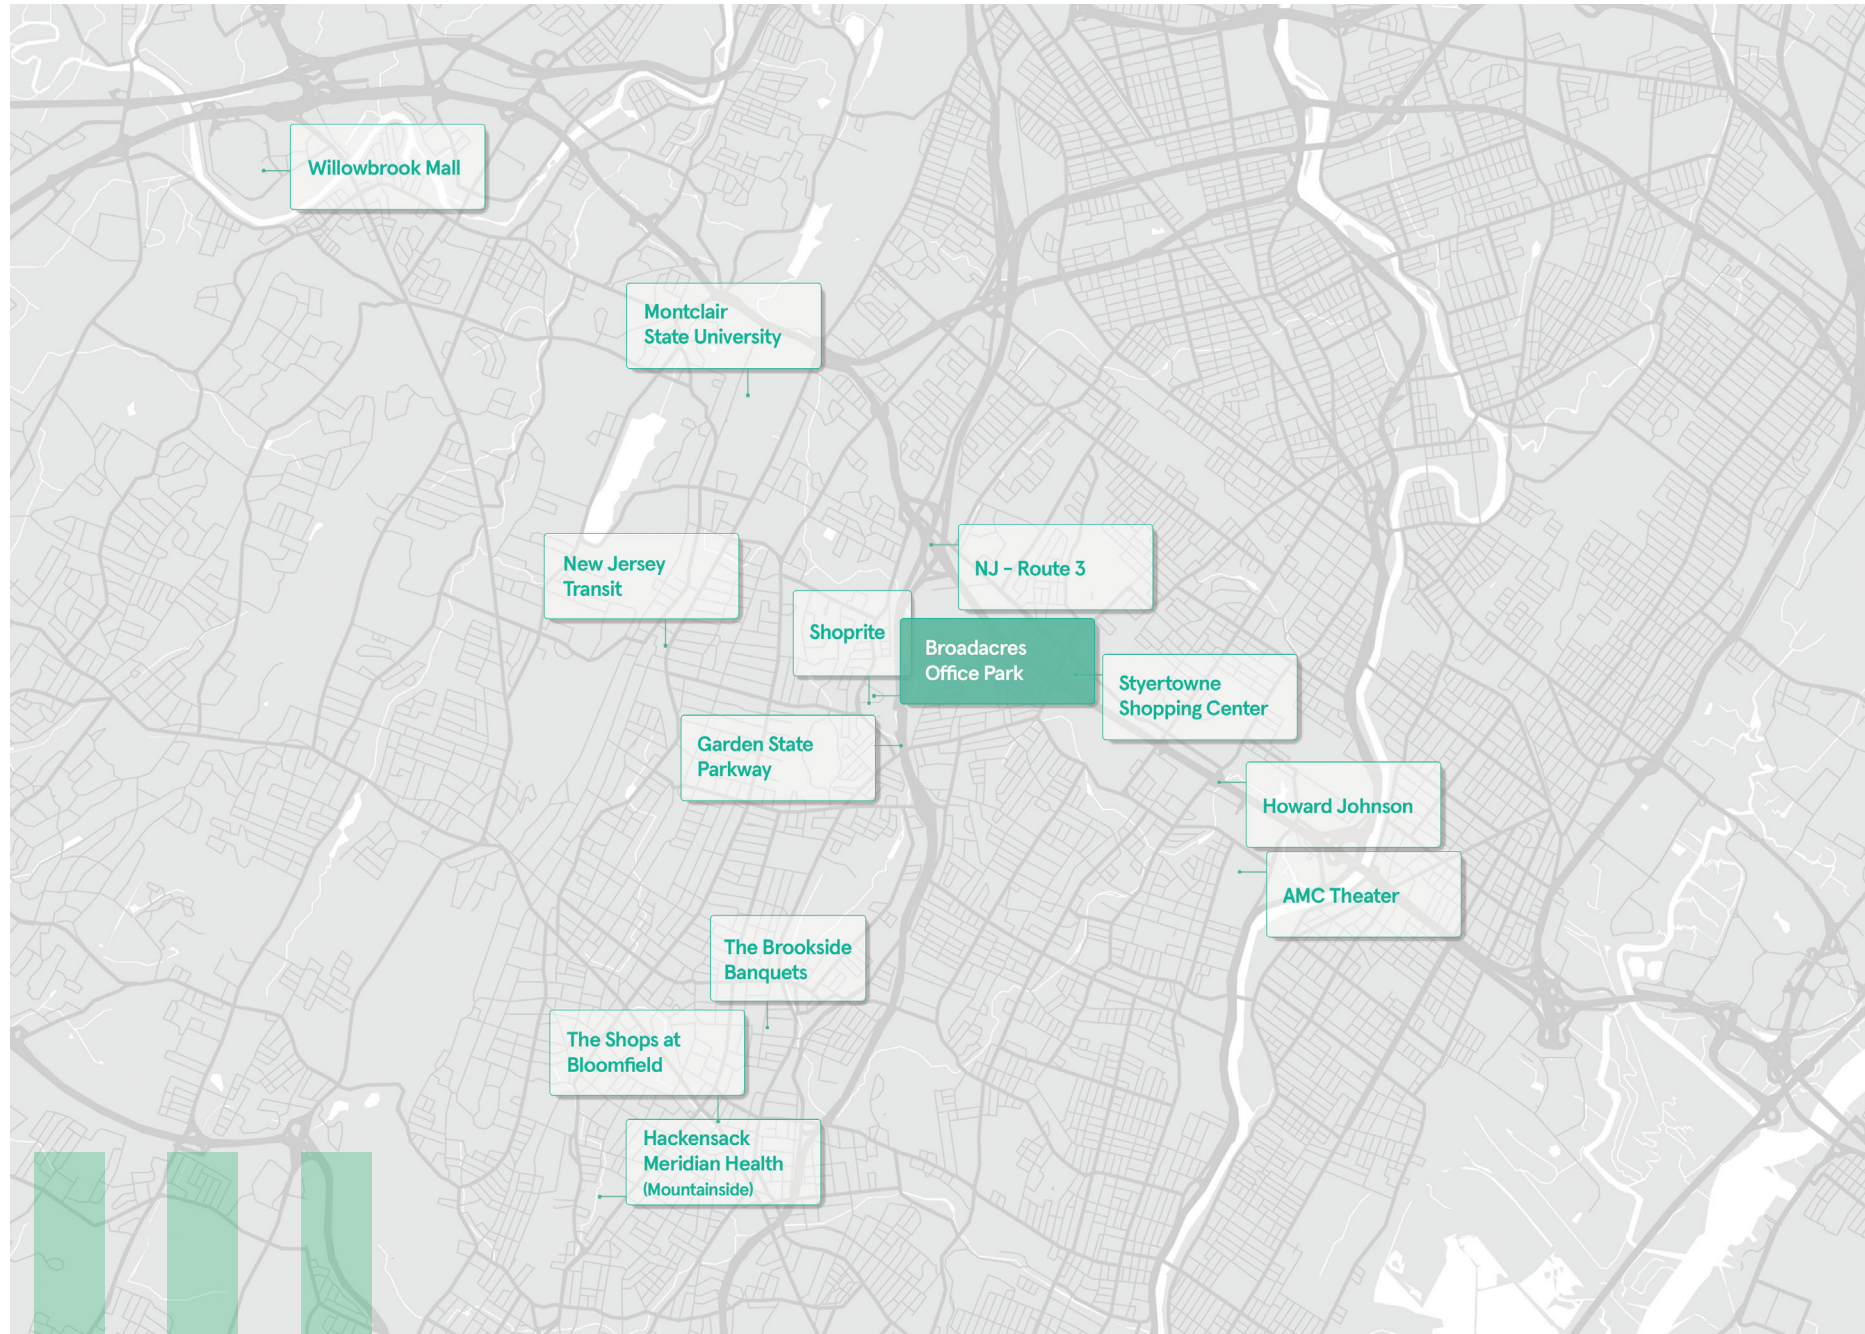 Willowbrook Mall
Montclair
State University
New Jersey
Transit
NJ - Route 3
Shoprite
Broadacres
Office Park
Styertowne
Shopping Center
Garden State
Parkway
Howard Johnson
AMC Theater
The Brookside
Banquets
The Shops at
Bloomfield
Hackensack
Meridian Health
(Mountainside)